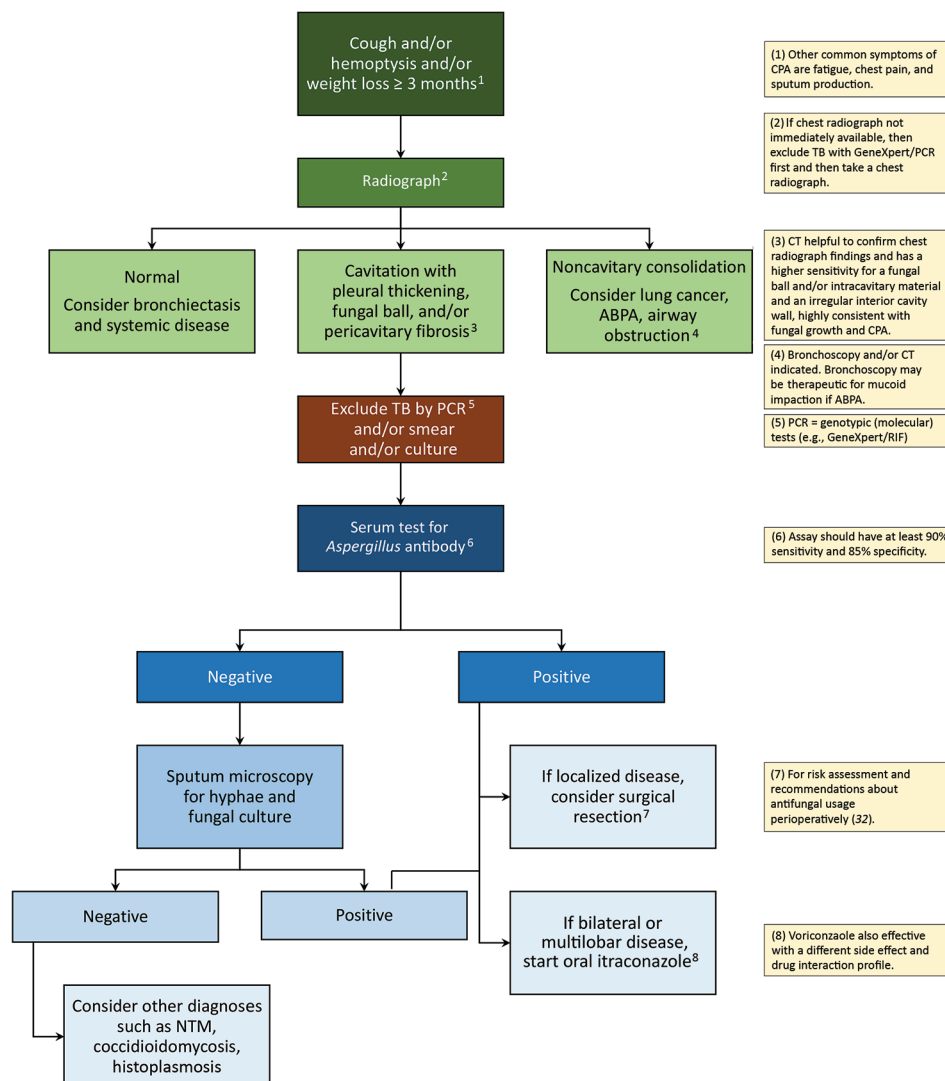 Cough and/or
hemoptysis and/or
weight loss ≥ 3 months1
(1) Other common symptoms of
CPA are fatigue, chest pain, and
sputum production.
Radiograph2
(2) If chest radiograph not
immediately available, then
exclude TB with GeneXpert/PCR
first and then take a chest
radiograph.
Normal
Consider bronchiectasis
and systemic disease
Cavitation with
pleural thickening,
fungal ball, and/or
pericavitary fibrosis3
Noncavitary consolidation
Consider lung cancer,
ABPA, airway
obstruction4
(3) CT helpful to confirm chest
radiograph findings and has a
higher sensitivity for a fungal
ball and/or intracavitary material
and an irregular interior cavity
wall, highly consistent with
fungal growth and CPA.
(4) Bronchoscopy and/or CT
indicated. Bronchoscopy may
be therapeutic for mucoid
impaction if ABPA.
Exclude TB by PCR5
and/or smear
and/or culture
(5) PCR = genotypic (molecular)
tests (e.g., GeneXpert/RIF)
Serum test for
Aspergillus antibody6
(6) Assay should have at least 90%
sensitivity and 85% specificity.
Negative
Positive
Sputum microscopy
for hyphae and
fungal culture
If localized disease,
consider surgical
resection7
(7) For risk assessment and
recommendations about
antifungal usage
perioperatively (32).
Negative
Positive
If bilateral or
multilobar disease,
start oral itraconazole8
(8) Voriconzaole also effective
with a different side effect and
drug interaction profile.
Consider other diagnoses
such as NTM,
coccidioidomycosis,
histoplasmosis